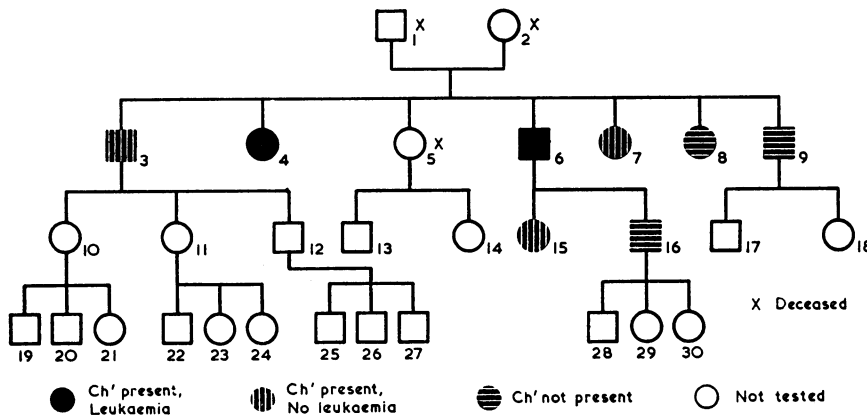 1 X 2 X
3 4 5 X 6 7 8 9
10 11 12 13 14 15 16 17 18
X Deceased
19 20 21 22 23 24 25 26 27 28 29 30
Ch' present, Leukaemia
Ch' present, No leukaemia
Ch' not present
Not tested